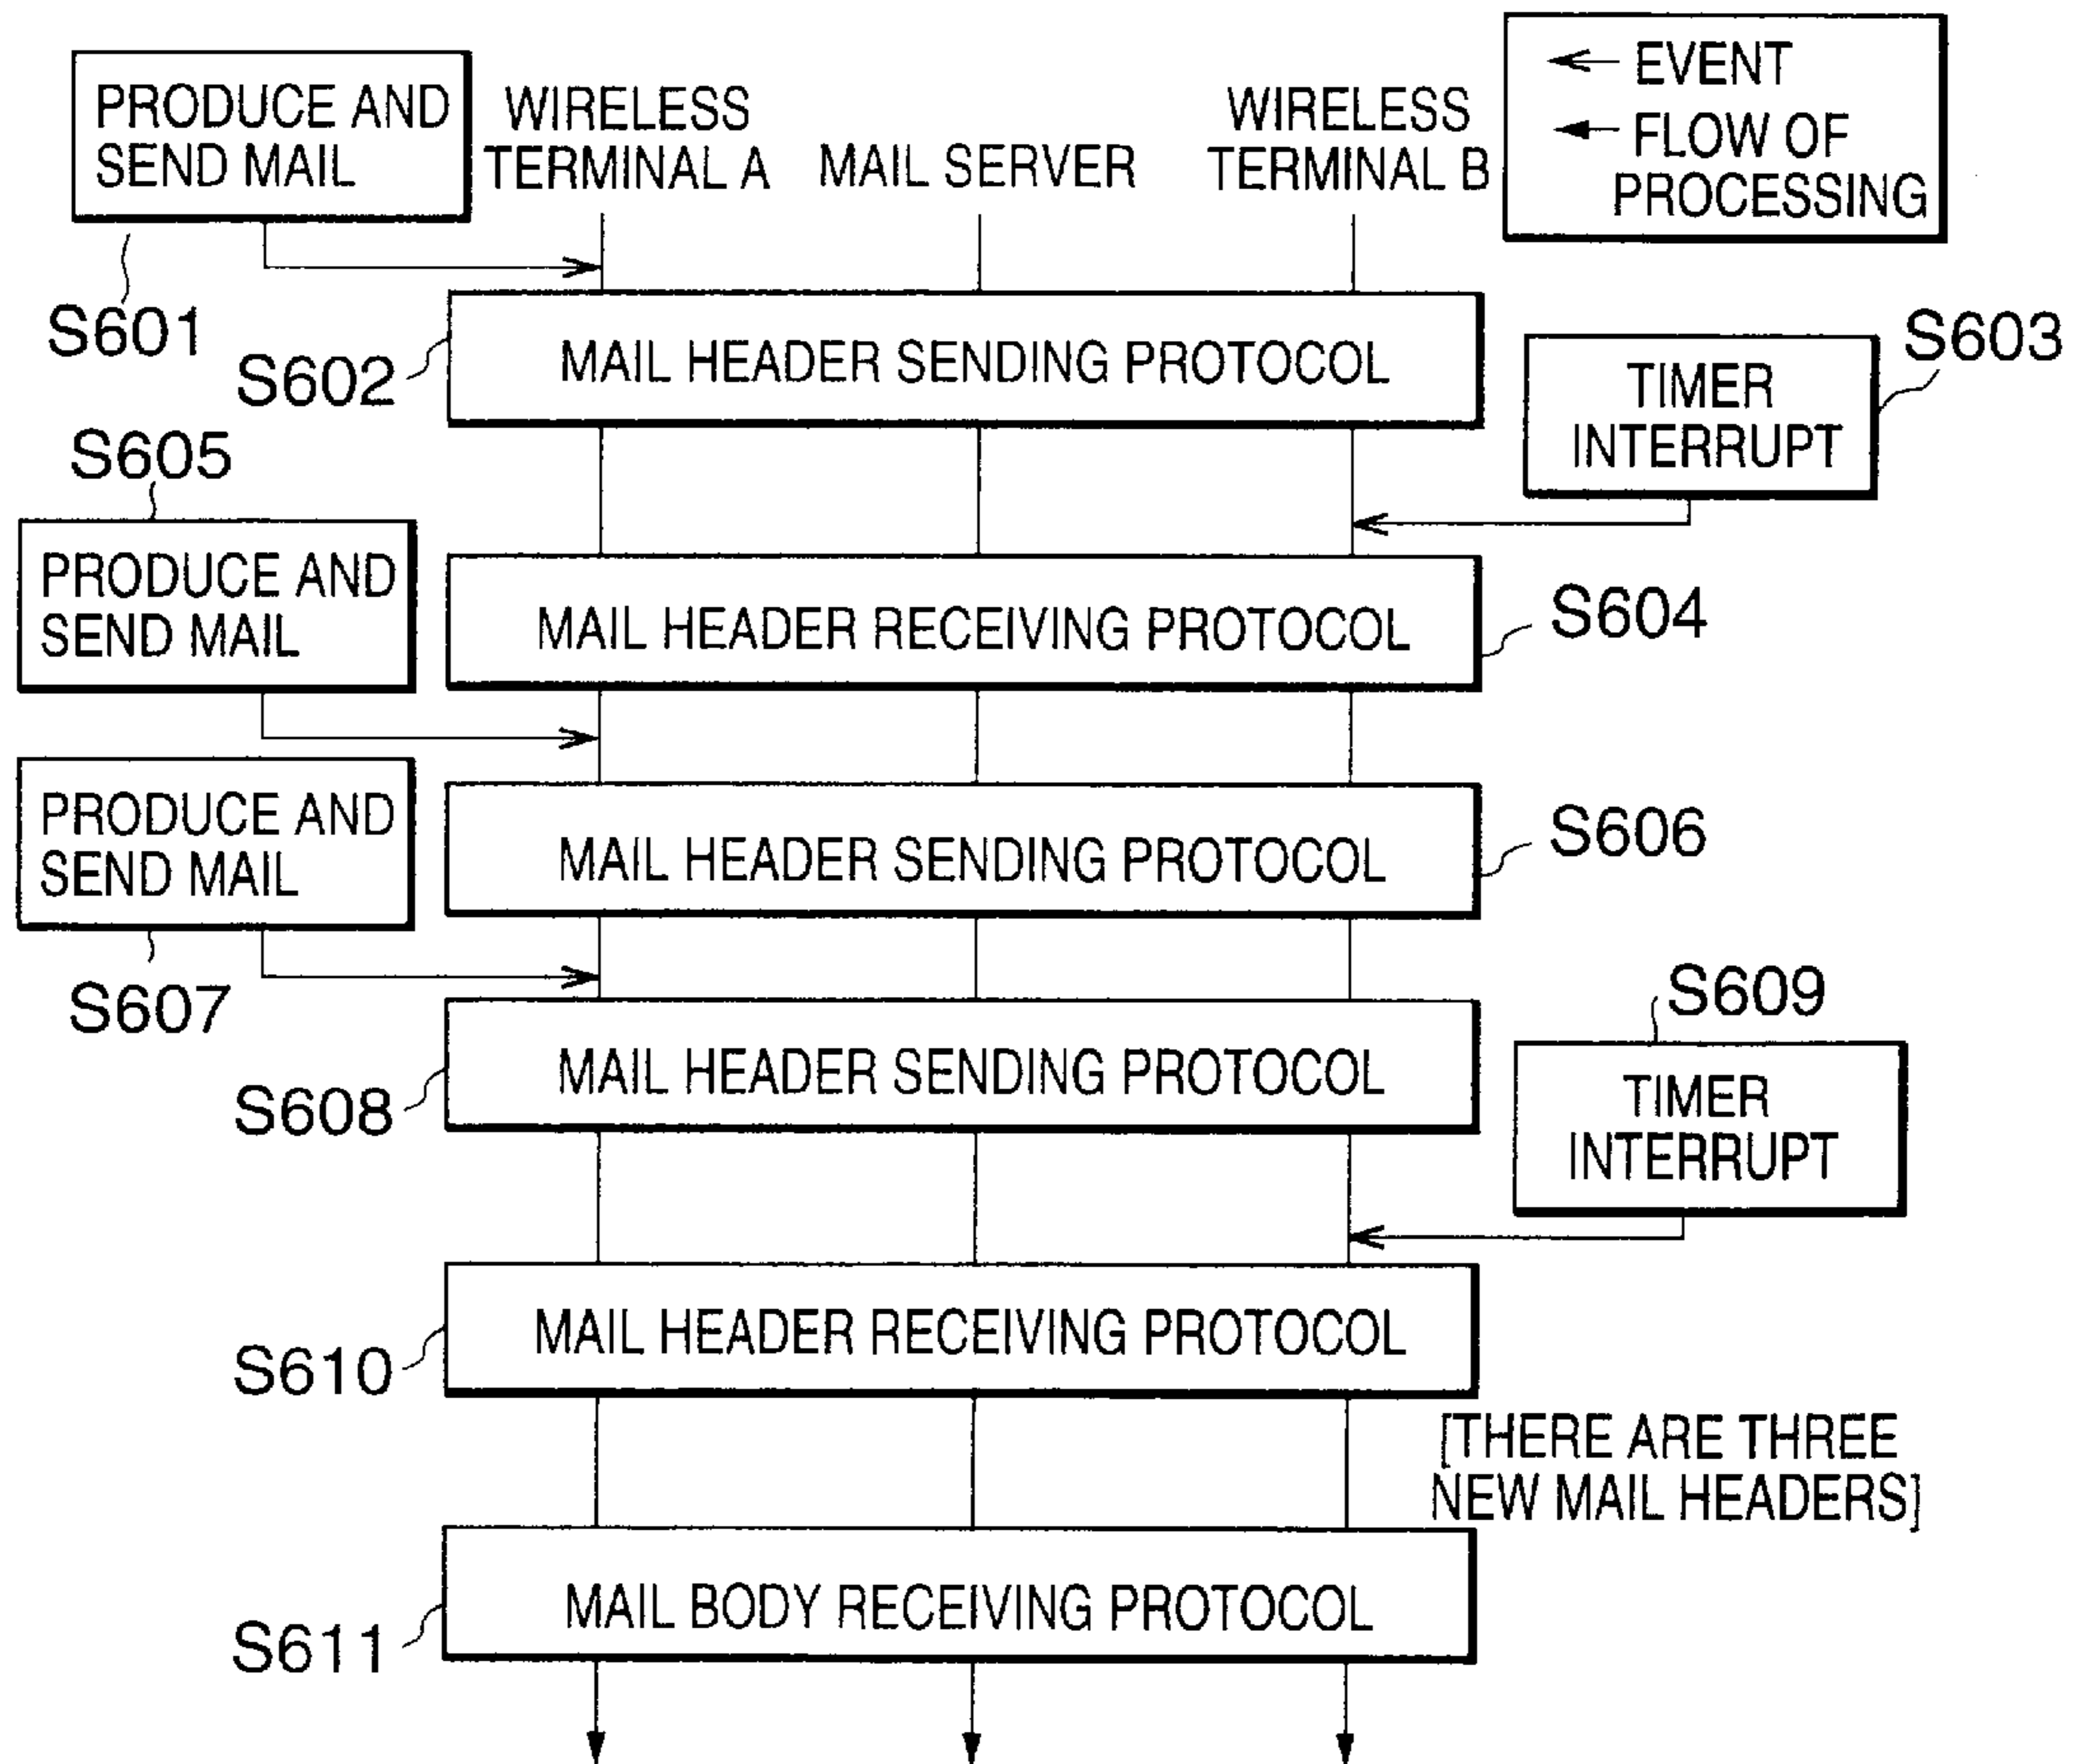 PRODUCE AND
SEND MAIL
WIRELESS
TERMINAL A
MAIL SERVER
WIRELESS
TERMINAL B
EVENT
FLOW OF
PROCESSING
S601
S602
MAIL HEADER SENDING PROTOCOL
TIMER
INTERRUPT
S603
S605
PRODUCE AND
SEND MAIL
MAIL HEADER RECEIVING PROTOCOL
S604
PRODUCE AND
SEND MAIL
MAIL HEADER SENDING PROTOCOL
S606
S607
MAIL HEADER SENDING PROTOCOL
S608
S609
TIMER
INTERRUPT
MAIL HEADER RECEIVING PROTOCOL
S610
[THERE ARE THREE
NEW MAIL HEADERS]
MAIL BODY RECEIVING PROTOCOL
S611